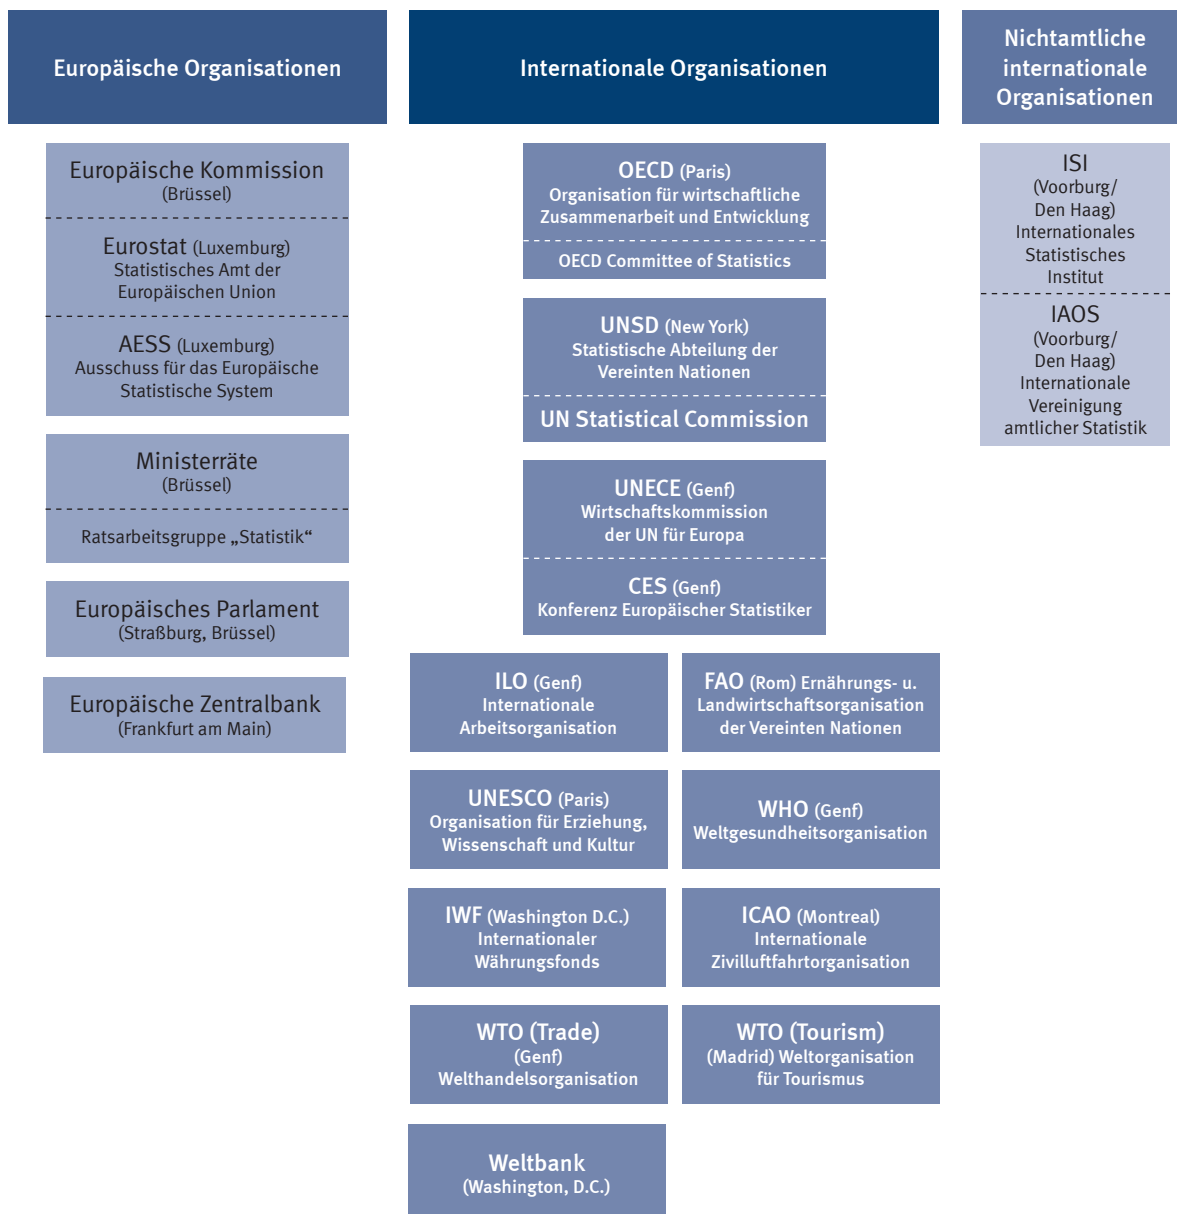 Europäische Organisationen
Europäische Kommission
(Brüssel)
Eurostat (Luxemburg)
Statistisches Amt der
Europäischen Union
AESS (Luxemburg)
Ausschuss für das Europäische
Statistische System
Ministerräte
(Brüssel)
Ratsarbeitsgruppe „Statistik“
Europäisches Parlament
(Straßburg, Brüssel)
Europäische Zentralbank
(Frankfurt am Main)
Internationale Organisationen
OECD (Paris)
Organisation für wirtschaftliche
Zusammenarbeit und Entwicklung
OECD Committee of Statistics
UNSD (New York)
Statistische Abteilung der
Vereinten Nationen
UN Statistical Commission
UNECE (Genf)
Wirtschaftskommission
der UN für Europa
CES (Genf)
Konferenz Europäischer Statistiker
ILO (Genf)
Internationale
Arbeitsorganisation
FAO (Rom) Ernährungs- u.
Landwirtschaftsorganisation
der Vereinten Nationen
UNESCO (Paris)
Organisation für Erziehung,
Wissenschaft und Kultur
WHO (Genf)
Weltgesundheitsorganisation
IWF (Washington D.C.)
Internationaler
Währungsfonds
ICAO (Montreal)
Internationale
Zivilluftfahrtorganisation
WTO (Trade)
(Genf)
Welthandelsorganisation
WTO (Tourism)
(Madrid) Weltorganisation
für Tourismus
Weltbank
(Washington, D.C.)
Nichtamtliche
internationale
Organisationen
ISI
(Voorburg/
Den Haag)
Internationales
Statistisches
Institut
IAOS
(Voorburg/
Den Haag)
Internationale
Vereinigung
amtlicher Statistik